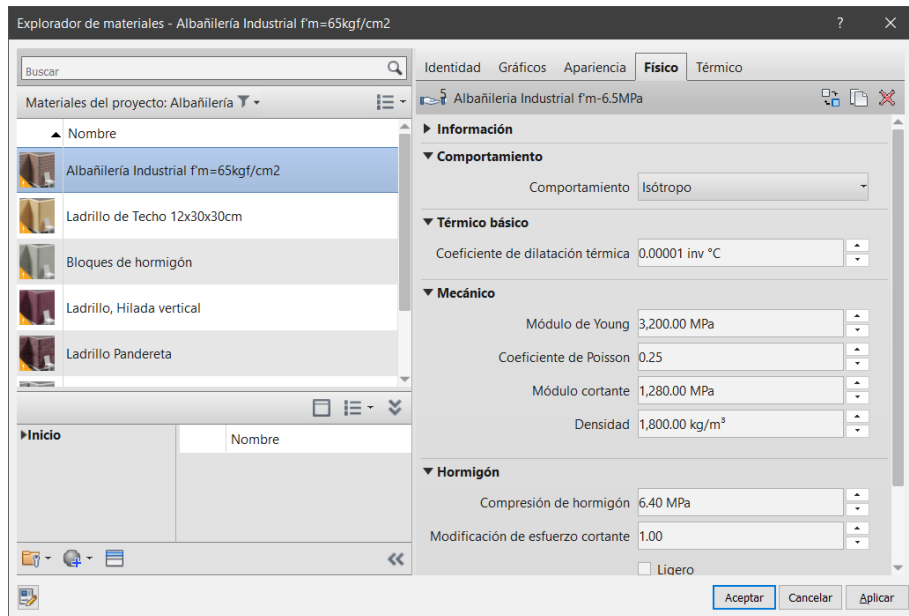 Explorador de materiales - Albañilería Industrial f'm=65kgf/cm2
?
Buscar
Materiales del proyecto: Albañilería
Nombre
Albañilería Industrial f'm=65kgf/cm2
Ladrillo de Techo 12x30x30cm
Bloques de hormigón
Ladrillo, Hilada vertical
Ladrillo Pandereta
Inicio
Nombre
Identidad Gráficos Apariencia Físico Térmico
5 Albañileria Industrial f'm-6.5MPa
Información
Comportamiento
Comportamiento Isótropo
Térmico básico
Coeficiente de dilatación térmica 0.00001 inv °C
Mecánico
Módulo de Young 3,200.00 MPa
Coeficiente de Poisson 0.25
Módulo cortante 1,280.00 MPa
Densidad 1,800.00 kg/m³
Hormigón
Compresión de hormigón 6.40 MPa
Modificación de esfuerzo cortante 1.00
Ligero
Aceptar Cancelar Aplicar